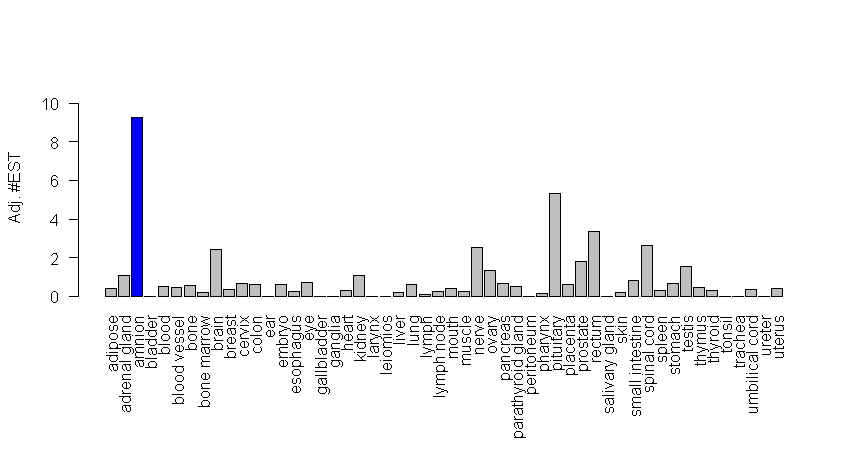 Adj. #EST
10
8
6
4
2
0
adipose
adrenal gland
amnion
bladder
blood
blood vessel
bone
bone marrow
brain
breast
cervix
colon
ear
embryo
esophagus
eye
gallbladder
ganglia
heart
kidney
larynx
leiomios
liver
lung
lymph
lymph node
mouth
muscle
nerve
ovary
pancreas
parathyroid gland
peritoneum
pharynx
pituitary
placenta
prostate
rectum
salivary gland
skin
small intestine
spinal cord
spleen
stomach
testis
thymus
thyroid
tonsil
trachea
umbilical cord
ureter
uterus